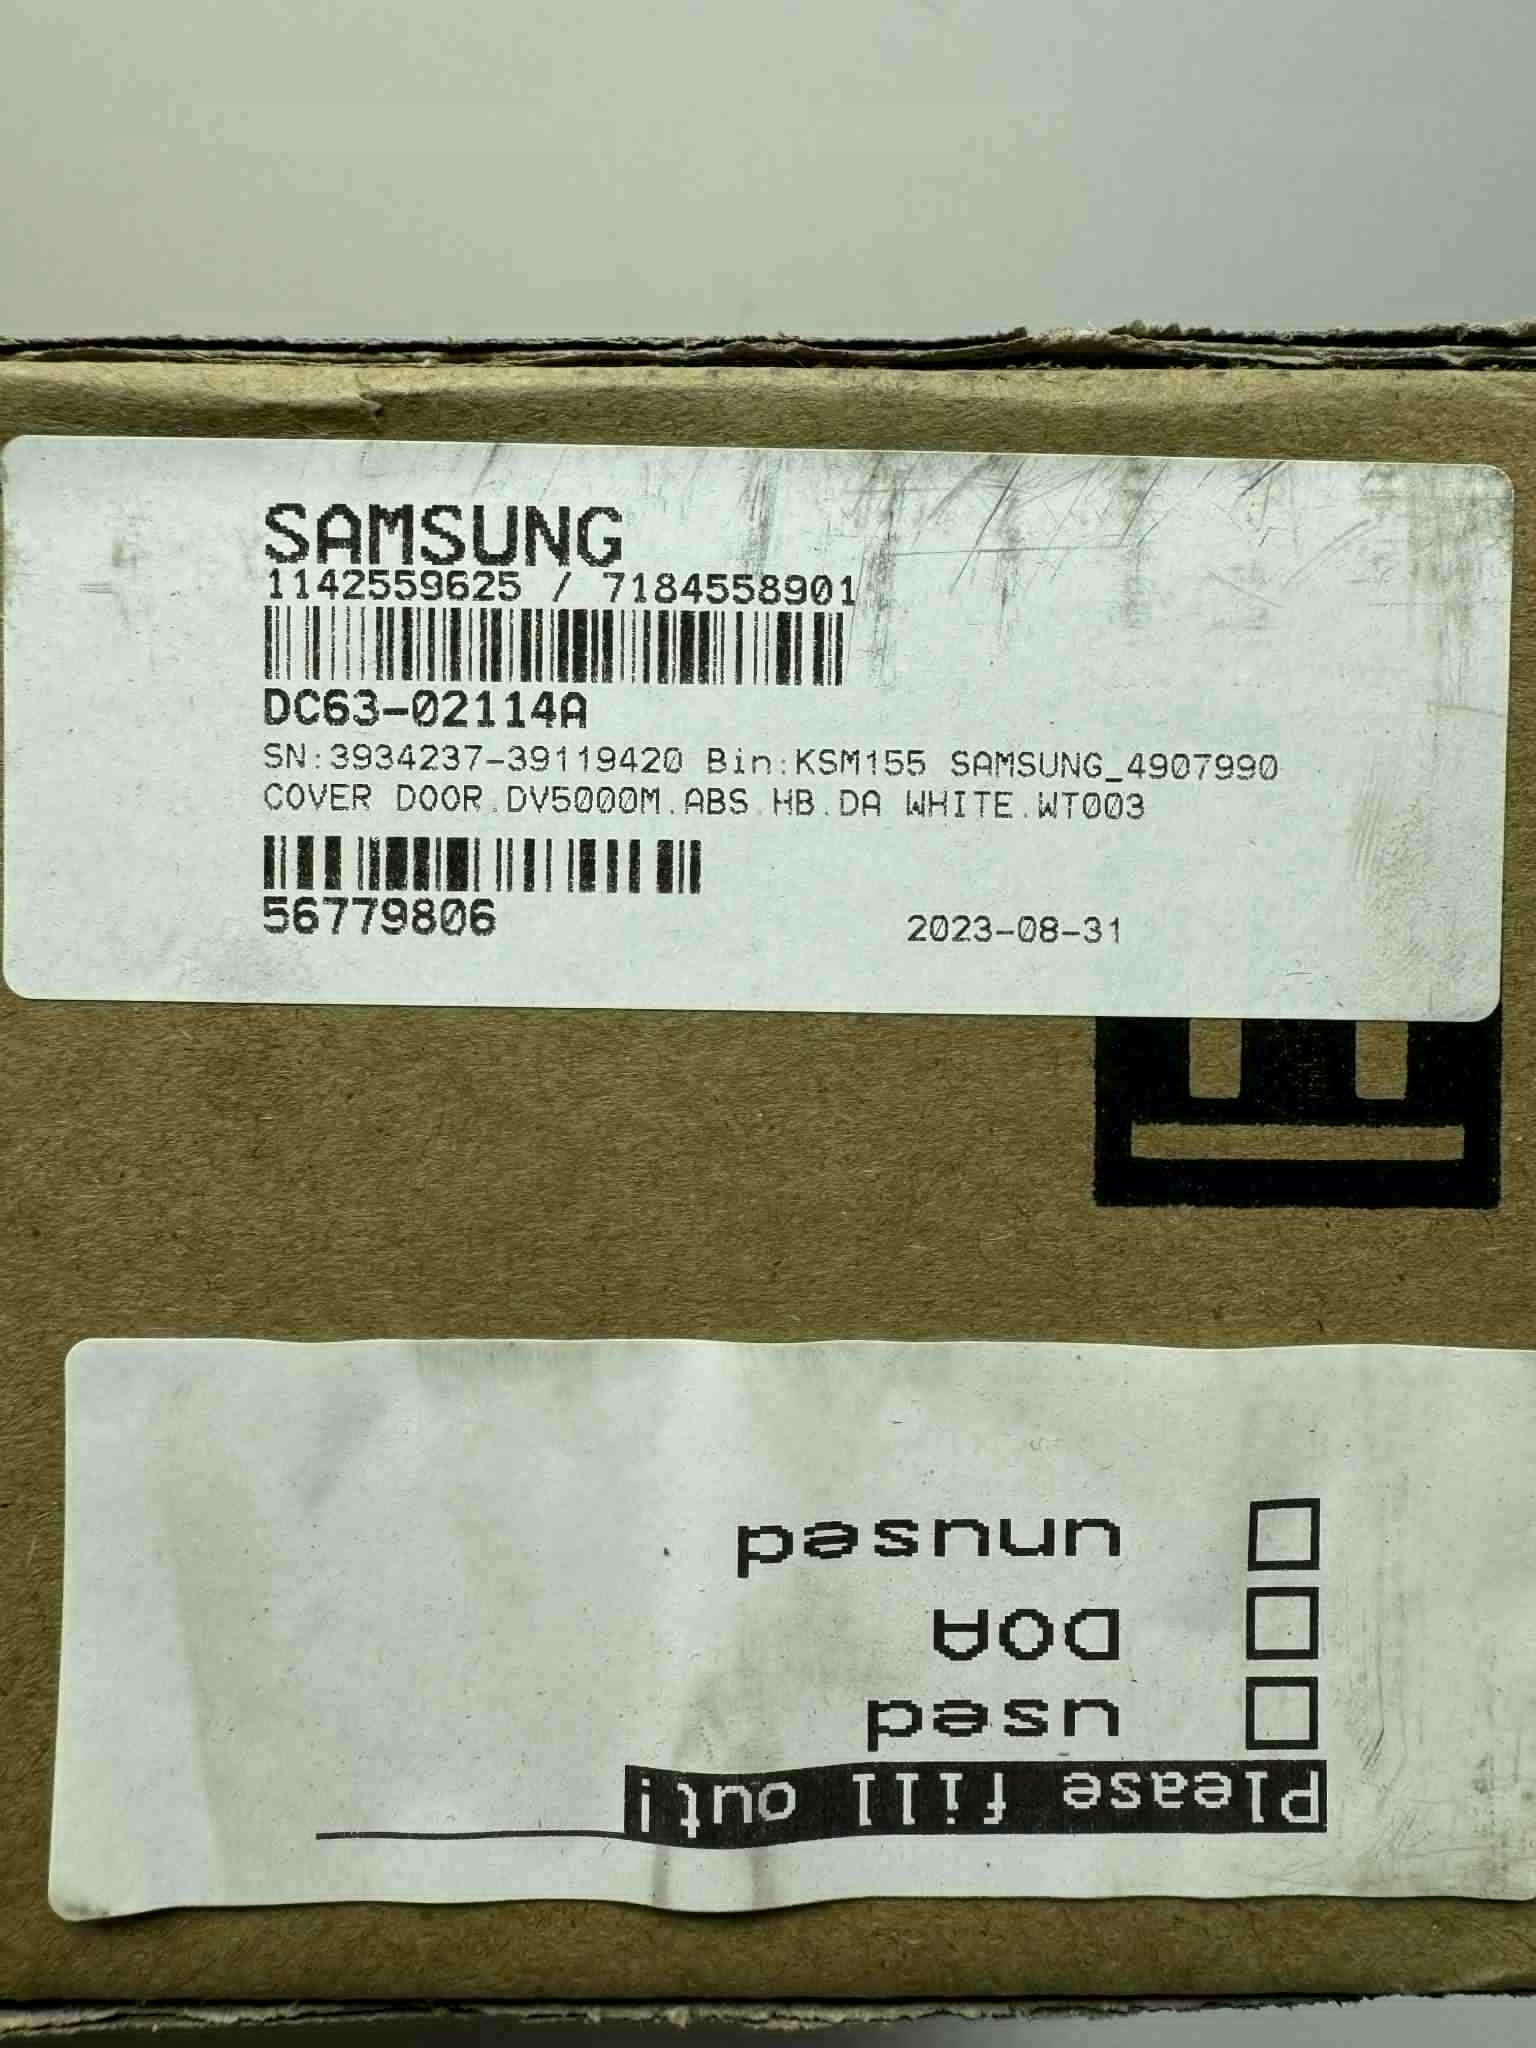 SAMSUNG
1142559625 / 7184558901
DC63-02114A
SN:3934237-39119420 Bin:KSM155 SAMSUNG_4907990
COVER DOOR.DV5000M.ABS.HB.DA WHITE.WT003
56779806
2023-08-31
Please fill out!
used
DOA
unused